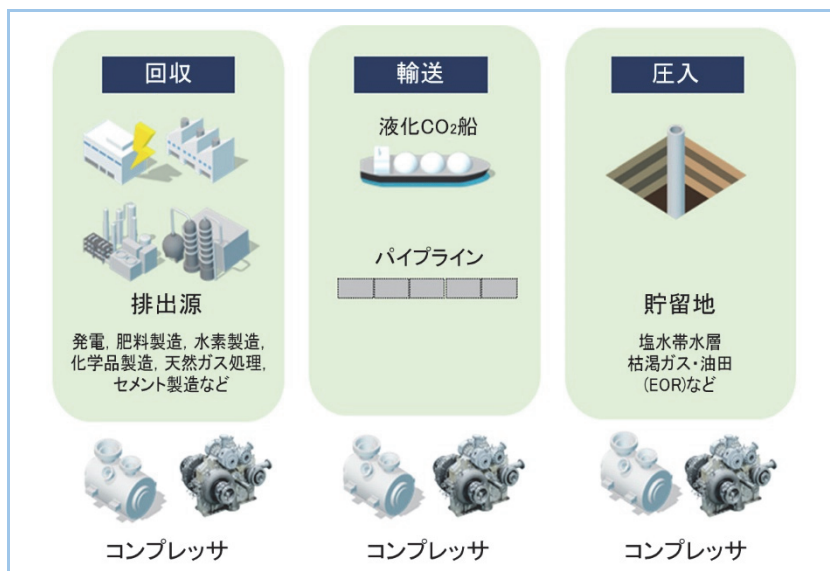 回収
排出源
発電, 肥料製造, 水素製造,
化学品製造, 天然ガス処理,
セメント製造など
コンプレッサ
輸送
液化CO₂船
パイプライン
コンプレッサ
圧入
貯留地
塩水帯水層
枯渇ガス・油田
(EOR)など
コンプレッサ